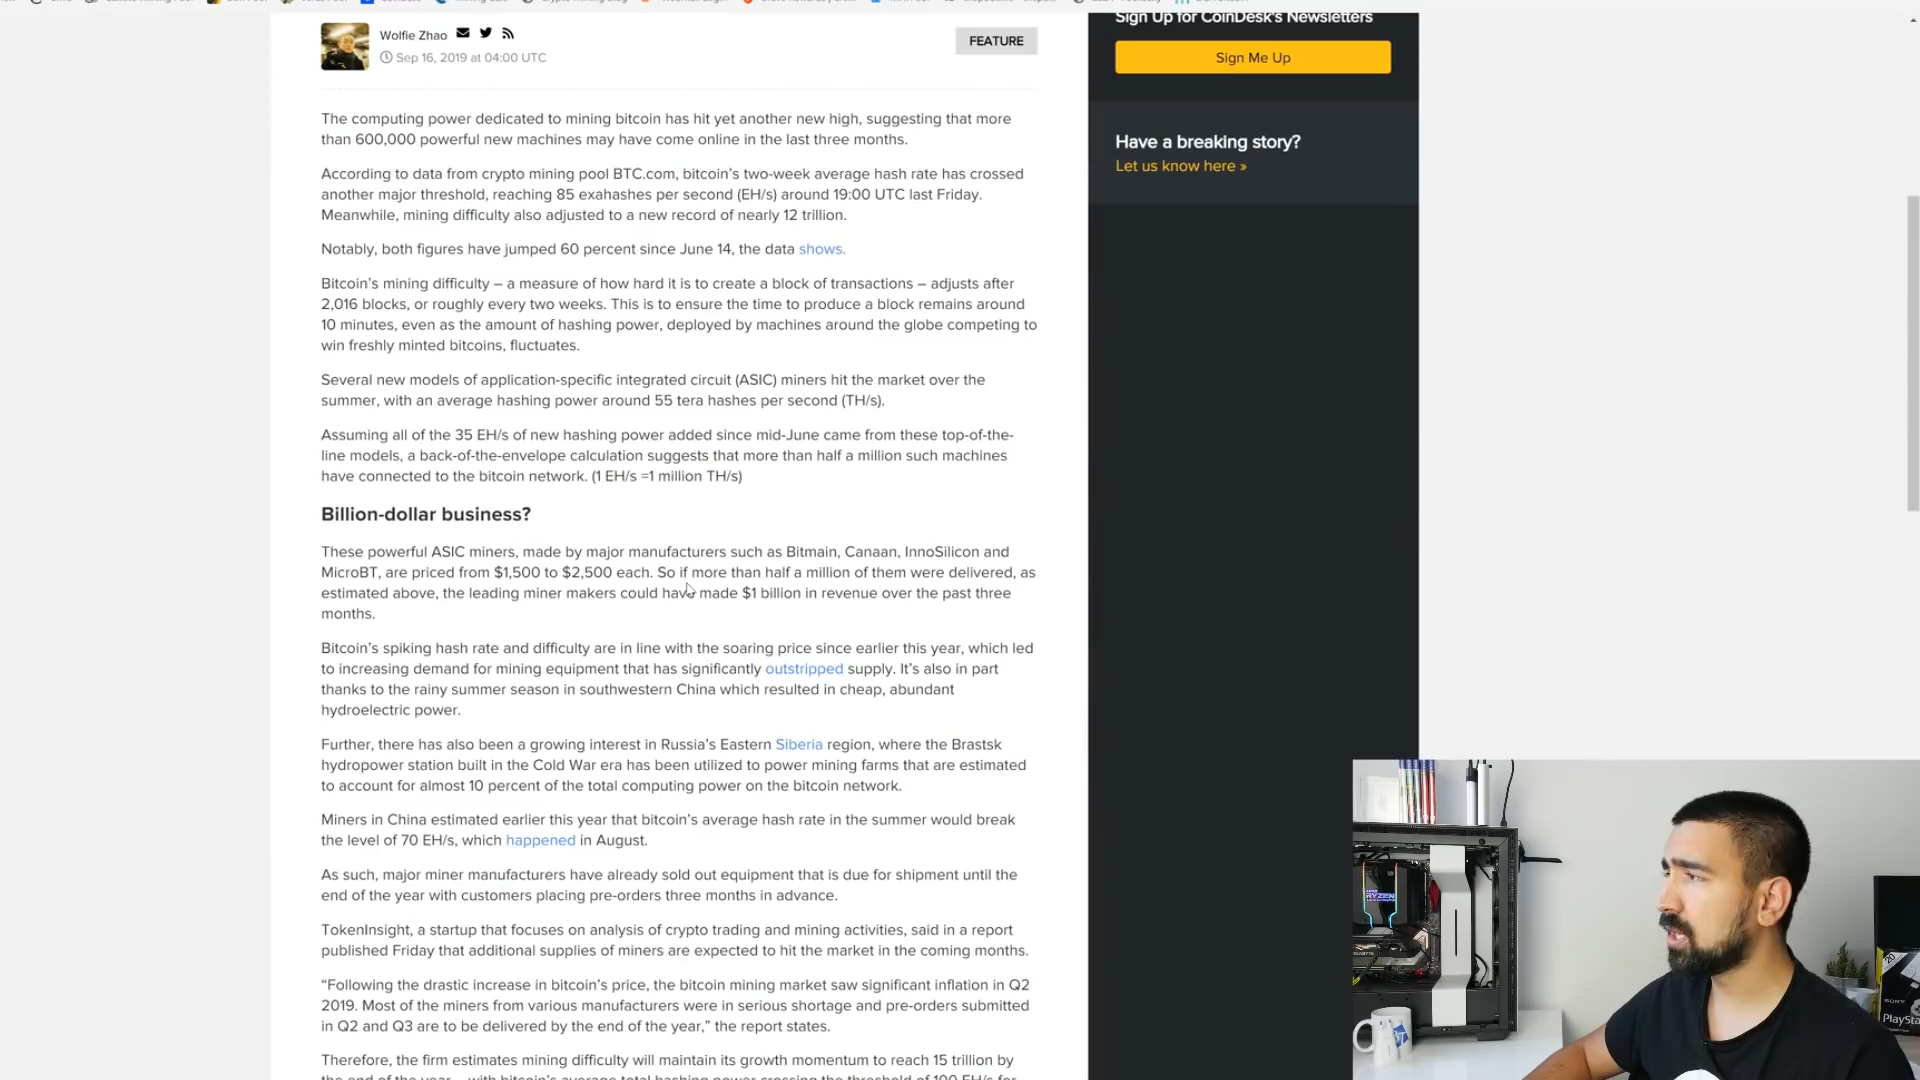 Wolfie Zhao
Sep 16, 2019 at 04:00 UTC
FEATURE
Sign Up for CoinDesk's Newsletters
Sign Me Up
Have a breaking story?
Let us know here »
The computing power dedicated to mining bitcoin has hit yet another new high, suggesting that more
than 600,000 powerful new machines may have come online in the last three months.
According to data from crypto mining pool BTC.com, bitcoin's two-week average hash rate has crossed
another major threshold, reaching 85 exahashes per second (EH/s) around 19:00 UTC last Friday.
Meanwhile, mining difficulty also adjusted to a new record of nearly 12 trillion.
Notably, both figures have jumped 60 percent since June 14, the data shows.
Bitcoin's mining difficulty – a measure of how hard it is to create a block of transactions – adjusts after
2,016 blocks, or roughly every two weeks. This is to ensure the time to produce a block remains around
10 minutes, even as the amount of hashing power, deployed by machines around the globe competing to
win freshly minted bitcoins, fluctuates.
Several new models of application-specific integrated circuit (ASIC) miners hit the market over the
summer, with an average hashing power around 55 tera hashes per second (TH/s).
Assuming all of the 35 EH/s of new hashing power added since mid-June came from these top-of-the-
line models, a back-of-the-envelope calculation suggests that more than half a million such machines
have connected to the bitcoin network. (1 EH/s =1 million TH/s)
Billion-dollar business?
These powerful ASIC miners, made by major manufacturers such as Bitmain, Canaan, InnoSilicon and
MicroBT, are priced from $1,500 to $2,500 each. So if more than half a million of them were delivered, as
estimated above, the leading miner makers could have made $1 billion in revenue over the past three
months.
Bitcoin's spiking hash rate and difficulty are in line with the soaring price since earlier this year, which led
to increasing demand for mining equipment that has significantly outstripped supply. It's also in part
thanks to the rainy summer season in southwestern China which resulted in cheap, abundant
hydroelectric power.
Further, there has also been a growing interest in Russia's Eastern Siberia region, where the Brastsk
hydropower station built in the Cold War era has been utilized to power mining farms that are estimated
to account for almost 10 percent of the total computing power on the bitcoin network.
Miners in China estimated earlier this year that bitcoin's average hash rate in the summer would break
the level of 70 EH/s, which happened in August.
As such, major miner manufacturers have already sold out equipment that is due for shipment until the
end of the year with customers placing pre-orders three months in advance.
TokenInsight, a startup that focuses on analysis of crypto trading and mining activities, said in a report
published Friday that additional supplies of miners are expected to hit the market in the coming months.
"Following the drastic increase in bitcoin's price, the bitcoin mining market saw significant inflation in Q2
2019. Most of the miners from various manufacturers were in serious shortage and pre-orders submitted
in Q2 and Q3 are to be delivered by the end of the year," the report states.
Therefore, the firm estimates mining difficulty will maintain its growth momentum to reach 15 trillion by
the end of the year – with bitcoin's average total hashing power crossing the threshold of 100 EH/s for
RYZEN
SONY
PlaySta